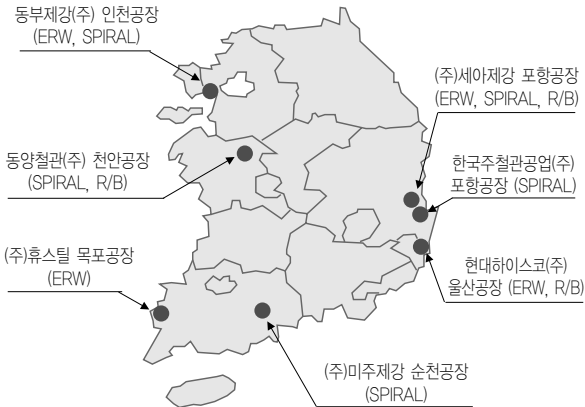 동부제강(주) 인천공장
(ERW, SPIRAL)
(주)세아제강 포항공장
(ERW, SPIRAL, R/B)
동양철관(주) 천안공장
(SPIRAL, R/B)
한국주철관공업(주)
포항공장 (SPIRAL)
(주)휴스틸 목포공장
(ERW)
현대하이스코(주)
울산공장 (ERW, R/B)
(주)미주제강 순천공장
(SPIRAL)